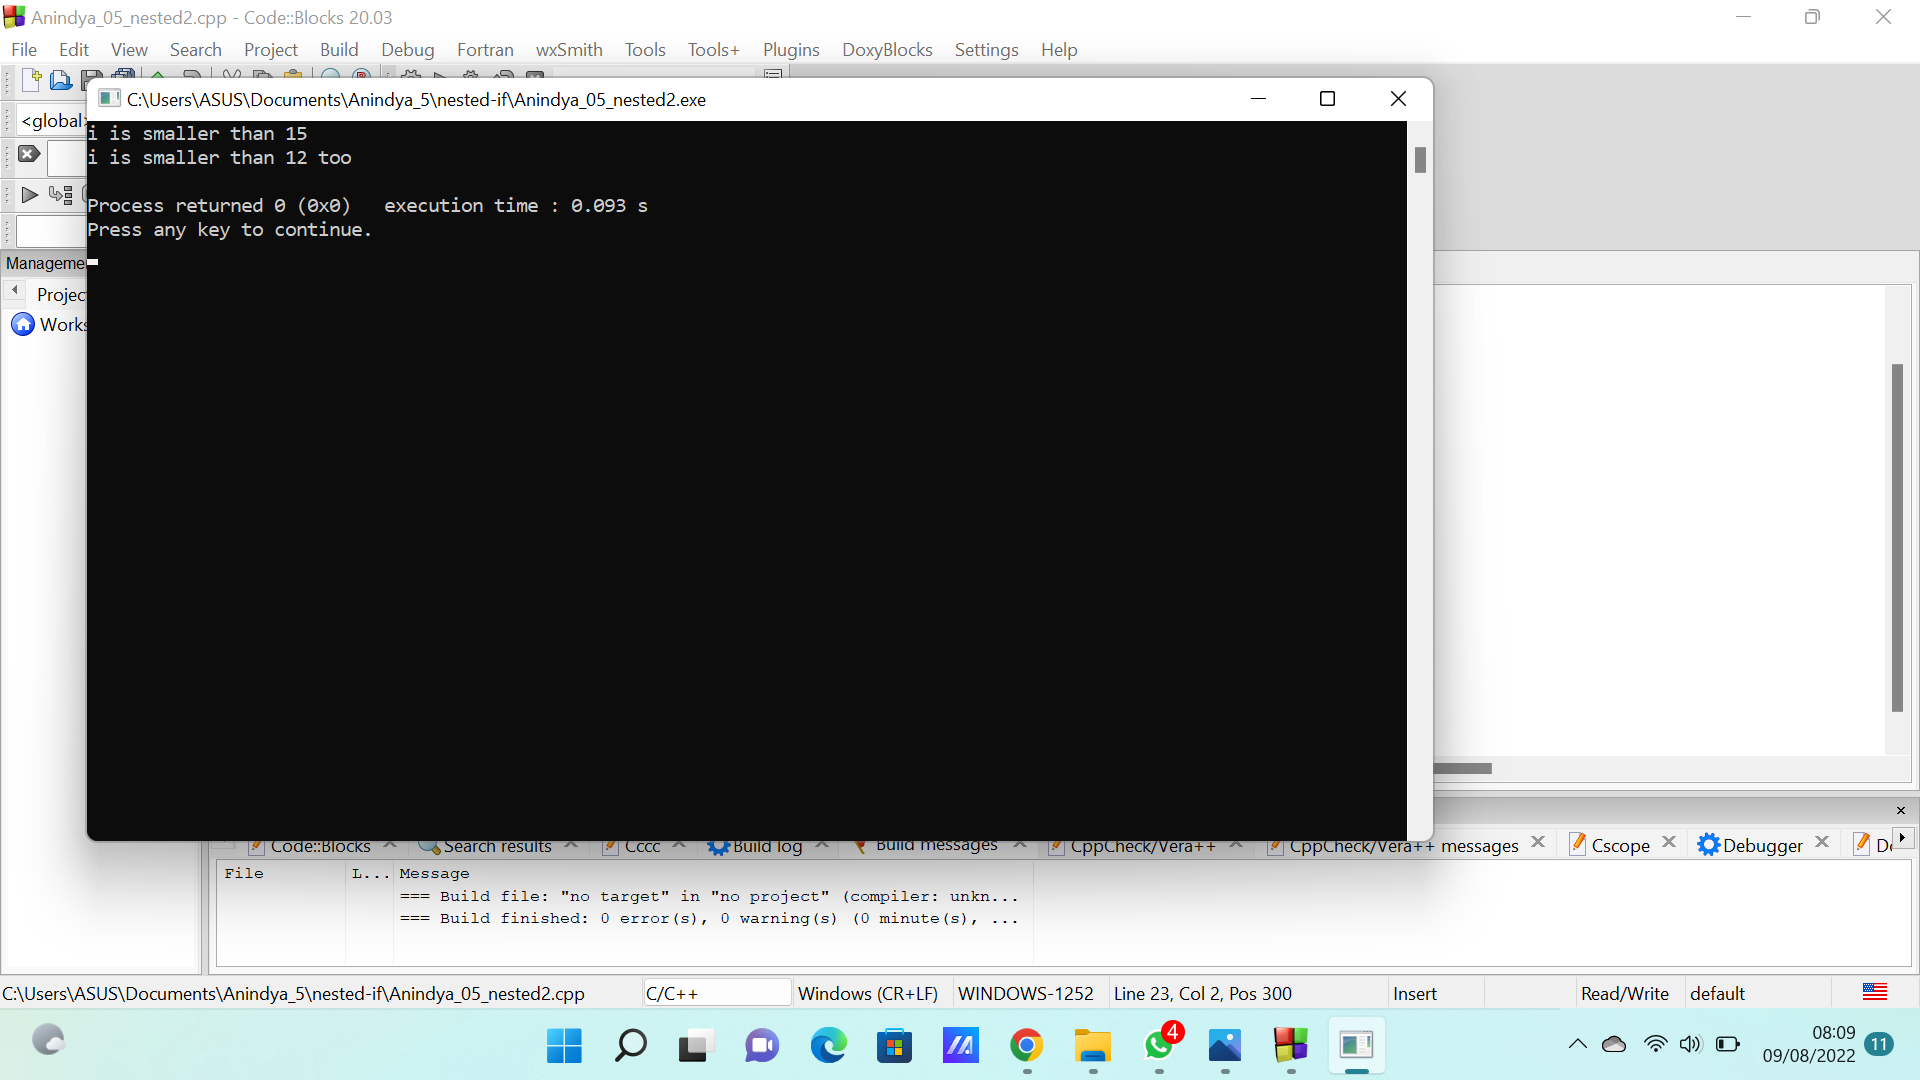 Anindya_05_nested2.cpp - Code::Blocks 20.03
File Edit View Search Project Build Debug Fortran wxSmith Tools Tools+ Plugins DoxyBlocks Settings Help
C:\Users\ASUS\Documents\Anindya_5\nested-if\Anindya_05_nested2.exe
<global>
i is smaller than 15
i is smaller than 12 too
Process returned 0 (0x0)   execution time : 0.093 s
Press any key to continue.
Manageme
Projec
Works
Code::Blocks Search results Cccc Build log Build messages CppCheck/Vera++ CppCheck/Vera++ messages Cscope Debugger
File L... Message
=== Build file: "no target" in "no project" (compiler: unkn...
=== Build finished: 0 error(s), 0 warning(s) (0 minute(s), ...
C:\Users\ASUS\Documents\Anindya_5\nested-if\Anindya_05_nested2.cpp C/C++ Windows (CR+LF) WINDOWS-1252 Line 23, Col 2, Pos 300 Insert Read/Write default
4
08:09
09/08/2022 11